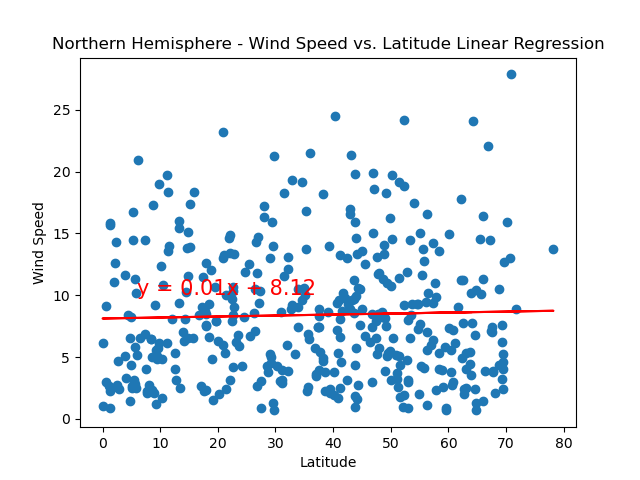 Northern Hemisphere - Wind Speed vs. Latitude Linear Regression
25
20
15
10
5
0
Wind Speed
y = 0.01x + 8.12
0 10 20 30 40 50 60 70 80
Latitude